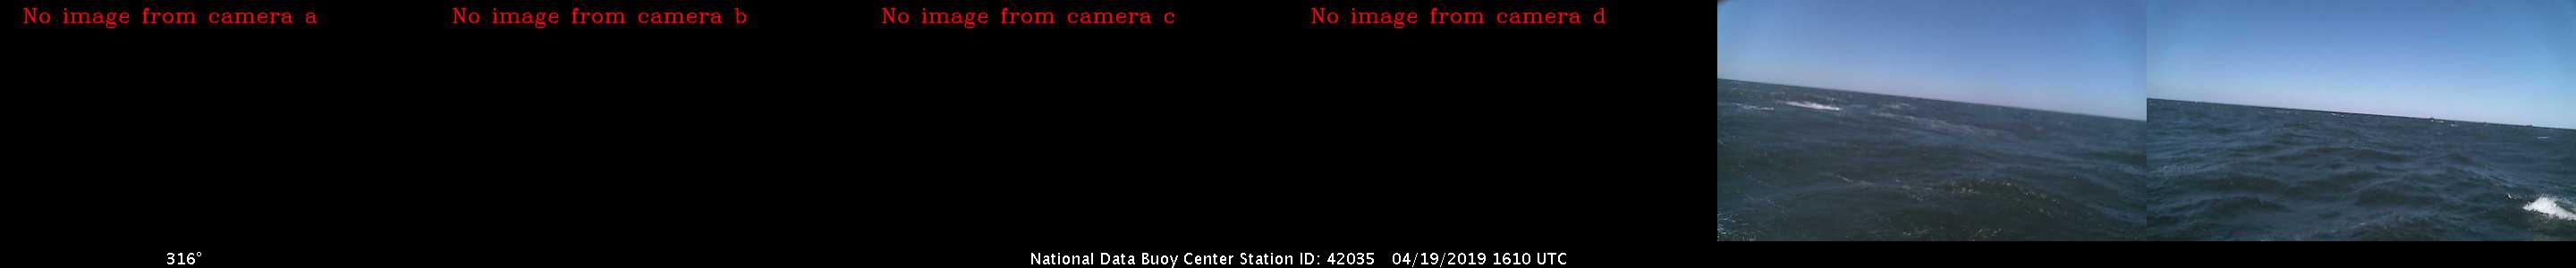 No image from camera a
No image from camera b
No image from camera c
No image from camera d
316°
National Data Buoy Center Station ID: 42035 04/19/2019 1610 UTC